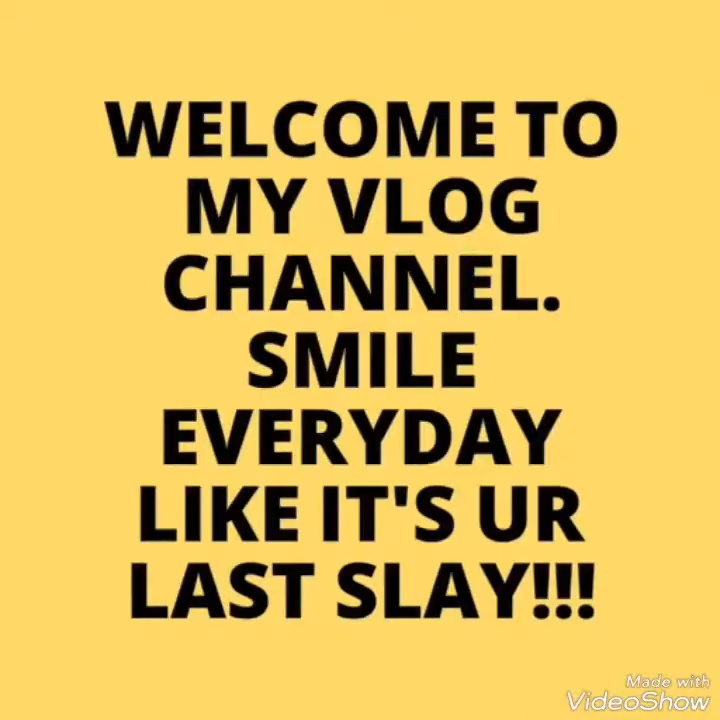 WELCOME TO
MY VLOG
CHANNEL.
SMILE
EVERYDAY
LIKE IT'S UR
LAST SLAY!!!
Made with
VideoShow